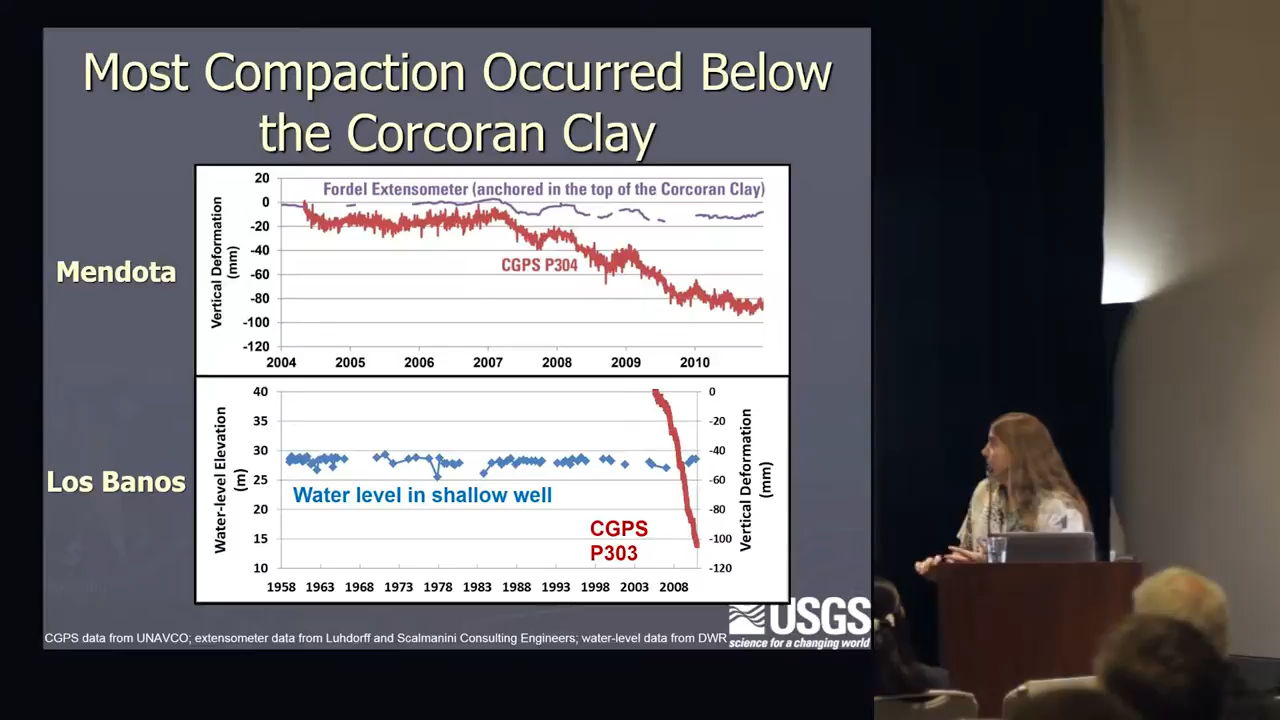 Most Compaction Occurred Below
the Corcoran Clay
Mendota
Vertical Deformation
(mm)
20
0
-20
-40
-60
-80
-100
-120
Fordel Extensometer (anchored in the top of the Corcoran Clay)
CGPS P304
2004 2005 2006 2007 2008 2009 2010
Los Banos
Water-level Elevation
(m)
40
35
30
25
20
15
10
Water level in shallow well
CGPS
P303
0
-20
-40
-60
-80
-100
-120
Vertical Deformation
(mm)
1958 1963 1968 1973 1978 1983 1988 1993 1998 2003 2008
CGPS data from UNAVCO; extensometer data from Luhdorff and Scalmanini Consulting Engineers; water-level data from DWR
USGS
science for a changing world